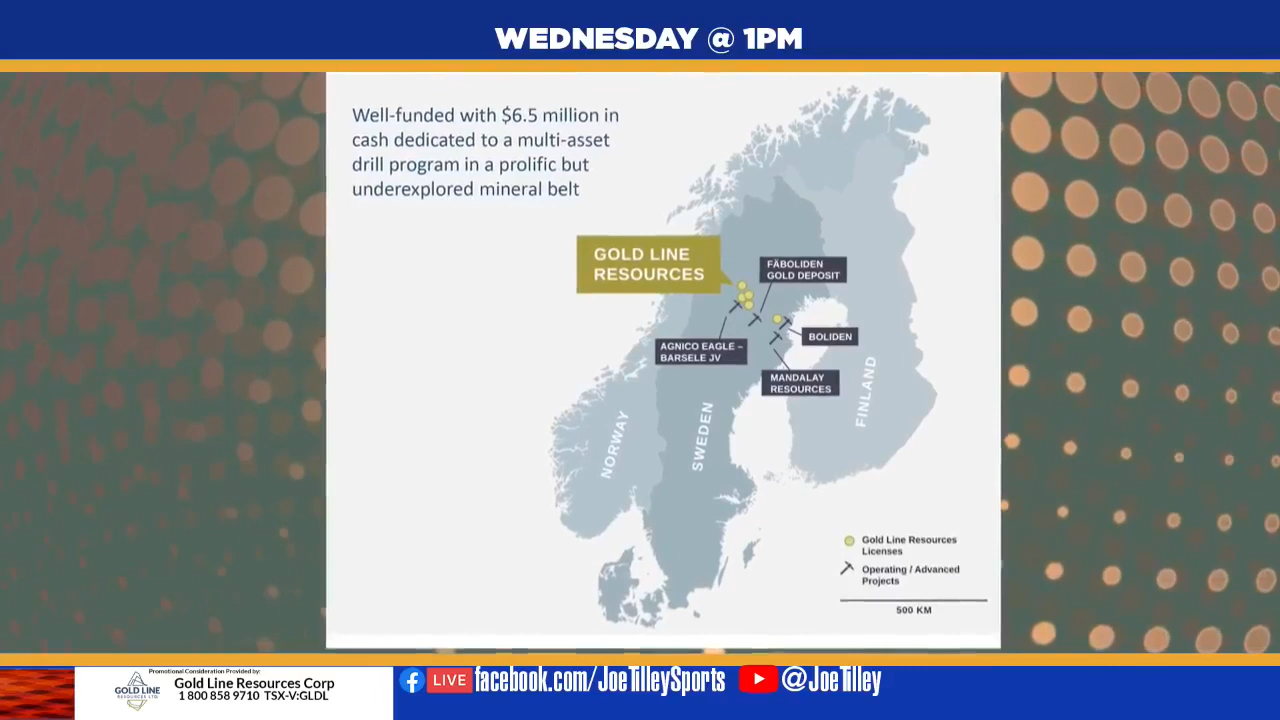 WEDNESDAY @ 1PM
Well-funded with $6.5 million in
cash dedicated to a multi-asset
drill program in a prolific but
underexplored mineral belt
GOLD LINE
RESOURCES
FÄBOLIDEN
GOLD DEPOSIT
AGNICO EAGLE –
BARSELE JV
BOLIDEN
MANDALAY
RESOURCES
NORWAY
SWEDEN
FINLAND
Gold Line Resources
Licenses
Operating / Advanced
Projects
500 KM
Promotional Consideration Provided by:
GOLD LINE
RESOURCES LTD.
Gold Line Resources Corp
1 800 858 9710 TSX-V:GLDL
LIVE facebook.com/JoeTilleySports @JoeTilley